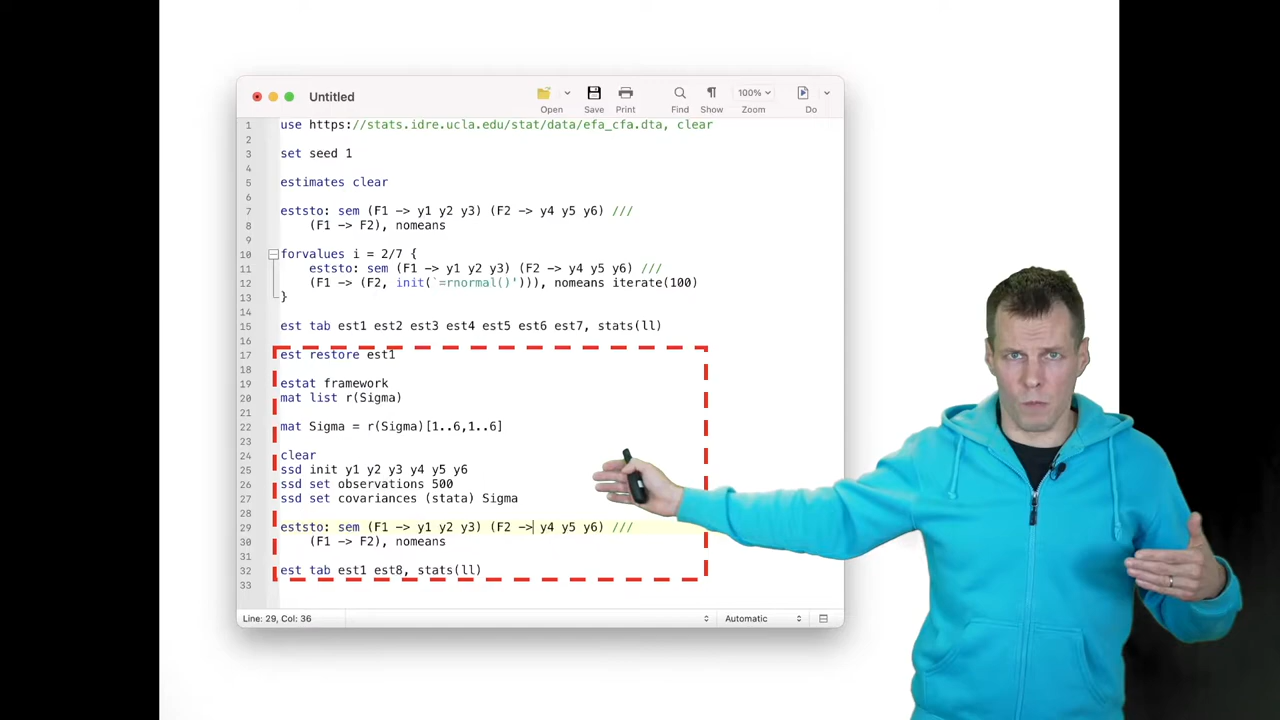 Untitled
Open
Save
Print
Find
Show
100%
Zoom
Do
1 use https://stats.idre.ucla.edu/stat/data/efa_cfa.dta, clear
2
3 set seed 1
4
5 estimates clear
6
7 eststo: sem (F1 -> y1 y2 y3) (F2 -> y4 y5 y6) ///
8 (F1 -> F2), nomeans
9
10 forvalues i = 2/7 {
11 eststo: sem (F1 -> y1 y2 y3) (F2 -> y4 y5 y6) ///
12 (F1 -> (F2, init(`=rnormal()'))), nomeans iterate(100)
13 }
14
15 est tab est1 est2 est3 est4 est5 est6 est7, stats(ll)
16
17 est restore est1
18
19 estat framework
20 mat list r(Sigma)
21
22 mat Sigma = r(Sigma)[1..6,1..6]
23
24 clear
25 ssd init y1 y2 y3 y4 y5 y6
26 ssd set observations 500
27 ssd set covariances (stata) Sigma
28
29 eststo: sem (F1 -> y1 y2 y3) (F2 -> y4 y5 y6) ///
30 (F1 -> F2), nomeans
31
32 est tab est1 est8, stats(ll)
33
Line: 29, Col: 36
Automatic